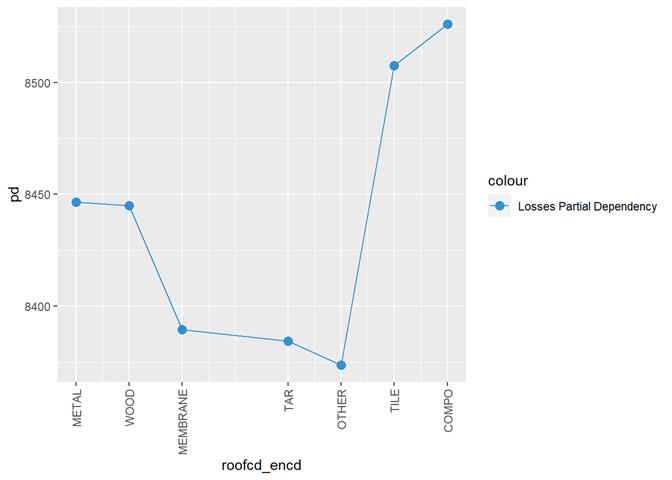 8500
8450
8400
pd
METAL
WOOD
MEMBRANE
TAR
OTHER
TILE
COMPO
roofcd_encd
colour
Losses Partial Dependency